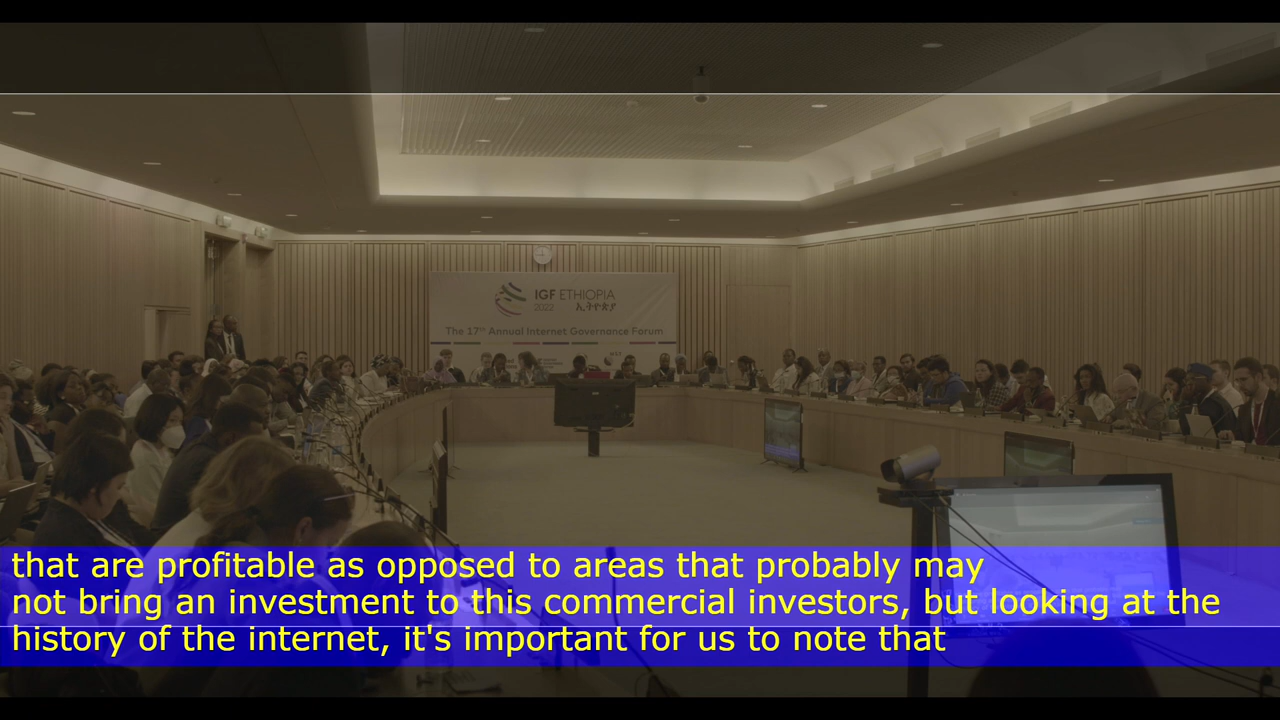 IGF ETHIOPIA
2022 ኢትዮጵያ
The 17th Annual Internet Governance Forum
that are profitable as opposed to areas that probably may
not bring an investment to this commercial investors, but looking at the
history of the internet, it's important for us to note that